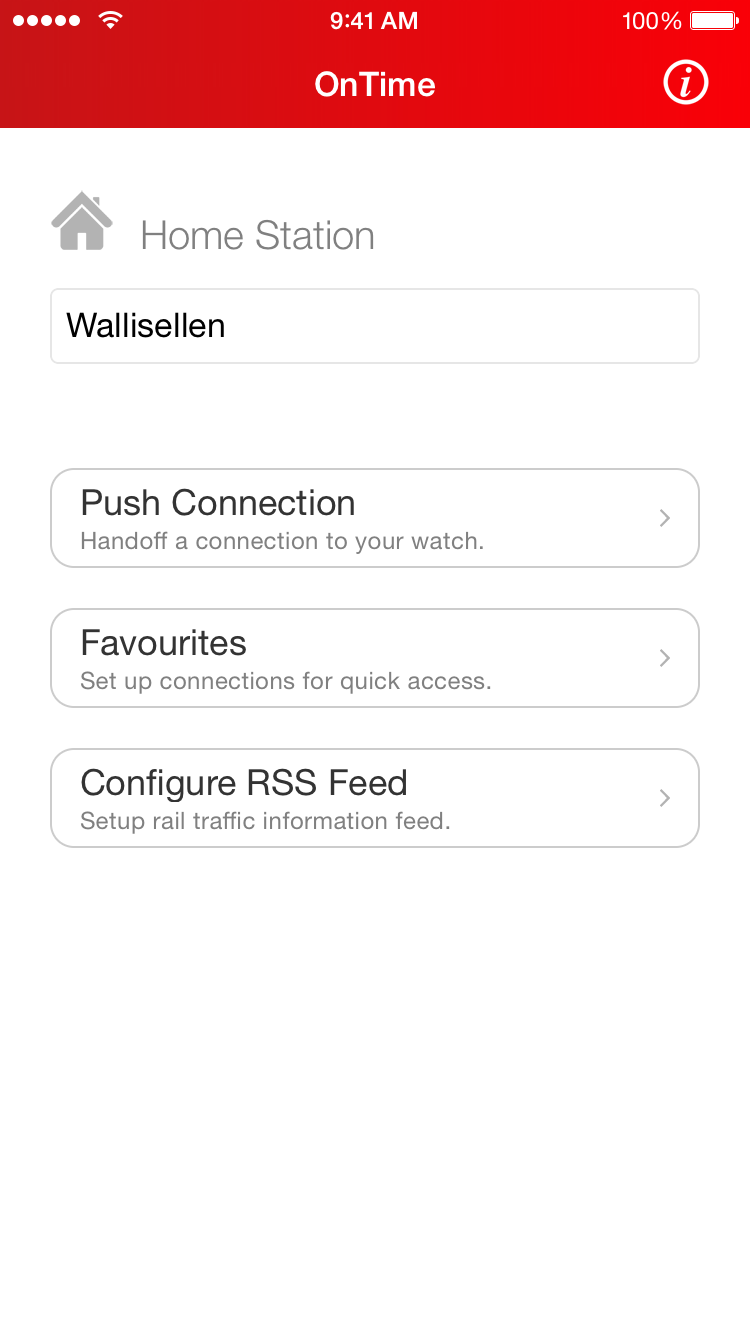 9:41 AM
100%
OnTime
i
Home Station
Wallisellen
Push Connection
Handoff a connection to your watch.
Favourites
Set up connections for quick access.
Configure RSS Feed
Setup rail traffic information feed.